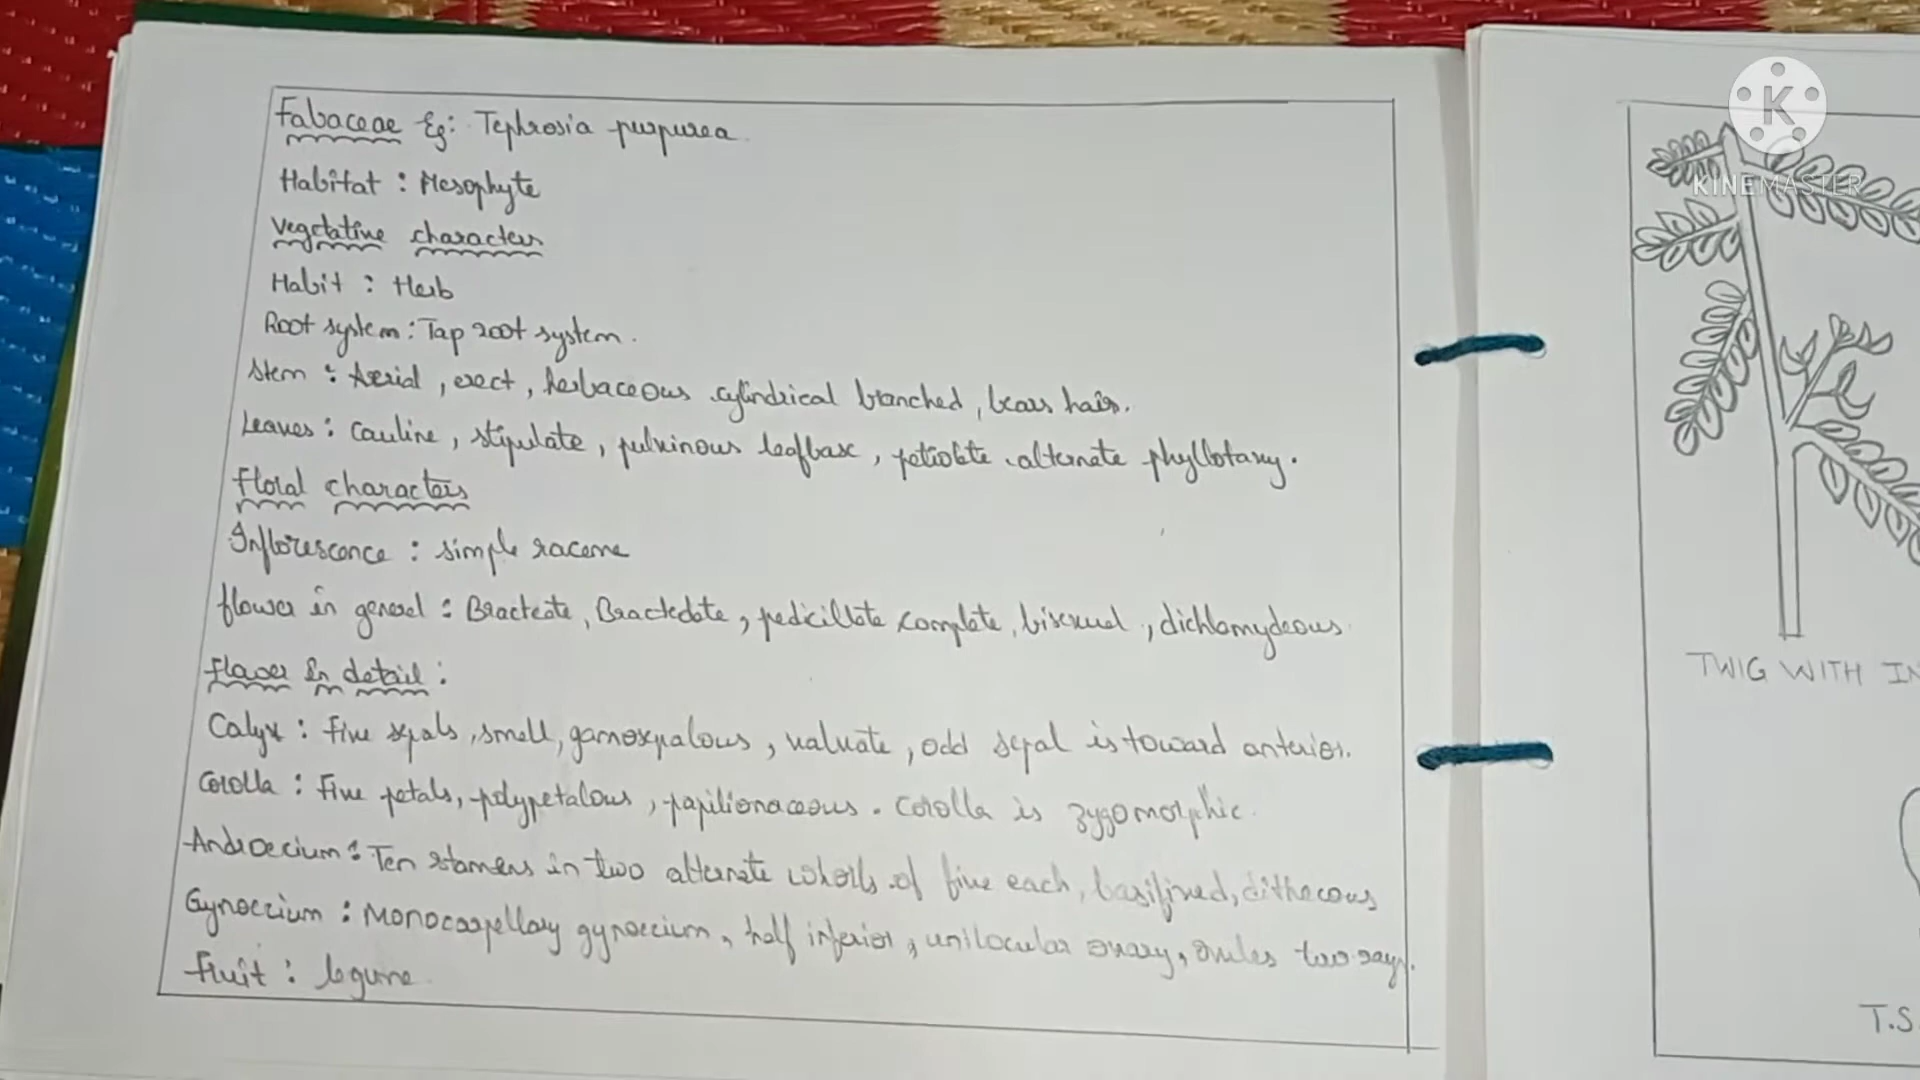 Fabaceae Eg: Tephrosia purpurea
Habitat : Mesophyte
Vegetative characters
Habit : Herb
Root system : Tap root system.
Stem : Aerial, erect, herbaceous cylindrical branched, bears hair.
Leaves : Cauline, stipulate, pulvinous leafbase, petiolate alternate phyllotaxy.
Floral characters
Inflorescence : simple raceme
flower in general : Bracteate, Bracteolate, pedicillate complete, bisexual, dichlamydeous
Flower In detail :
Calyx : Five sepals, small, gamosepalous, valvate, odd sepal is toward anterior.
Corolla : Five petals, polypetalous, papilionaceous. Corolla is zygomorphic.
Androecium : Ten stamens in two alternate whorls of five each, basifixed, dithecous
Gynoecium : Monocarpellary gynoecium, half inferior, unilocular ovary, ovules
Fruit : legume
K
KINEMASTER
TWIG WITH IN
T.S.